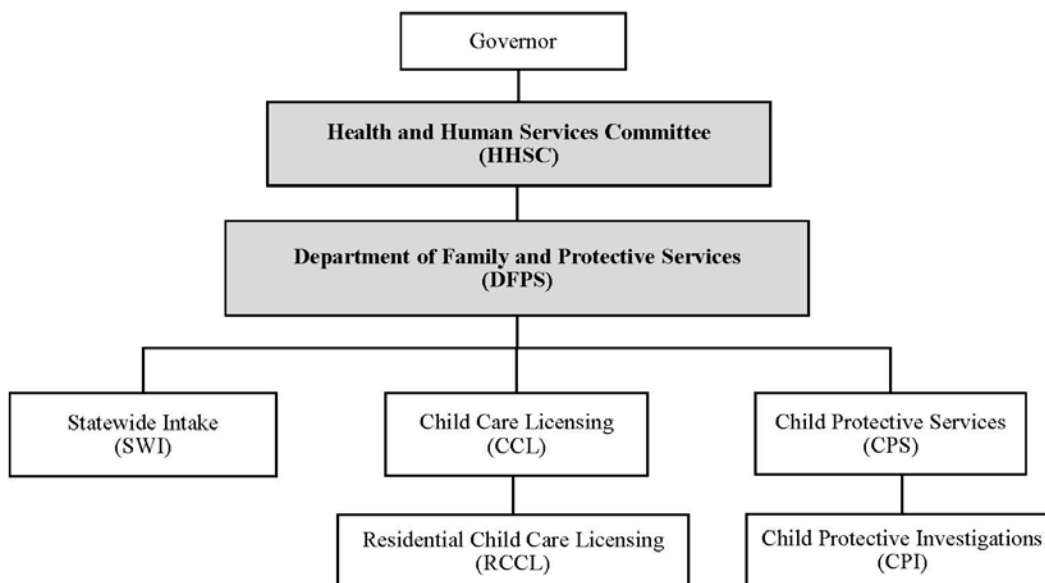 Governor
Health and Human Services Committee
(HHSC)
Department of Family and Protective Services
(DFPS)
Statewide Intake
(SWI)
Child Care Licensing
(CCL)
Child Protective Services
(CPS)
Residential Child Care Licensing
(RCCL)
Child Protective Investigations
(CPI)